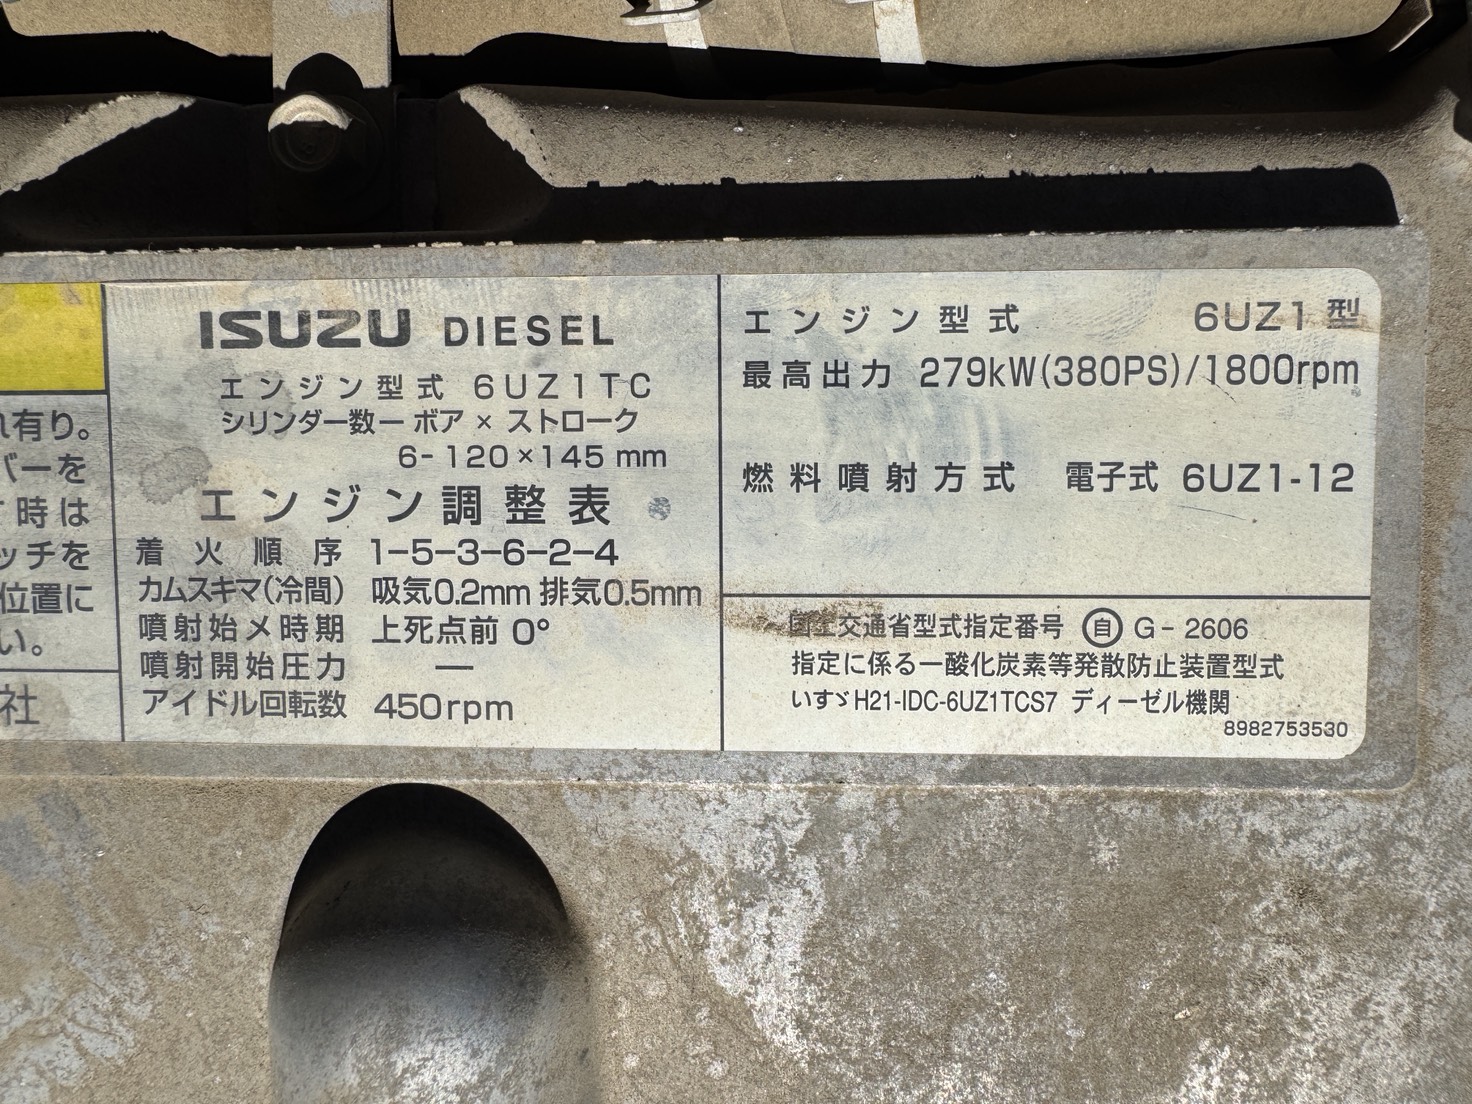 れ有り。
バーを
時は
ッチを
位置に
い。
社
ISUZU DIESEL
エンジン型式 6UZ1TC
シリンダー数ー ボア × ストローク
6-120×145 mm
エンジン調整表
着火順序 1-5-3-6-2-4
カムスキマ(冷間) 吸気0.2mm 排気0.5mm
噴射始メ時期 上死点前 0°
噴射開始圧力 ―
アイドル回転数 450rpm
エンジン型式 6UZ1型
最高出力 279kW(380PS)/1800rpm
燃料噴射方式 電子式 6UZ1-12
国土交通省型式指定番号 自 G-2606
指定に係る一酸化炭素等発散防止装置型式
いすゞH21-IDC-6UZ1TCS7 ディーゼル機関
8982753530